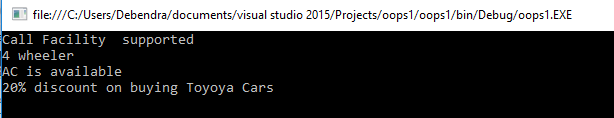 file:///C:/Users/Debendra/documents/visual studio 2015/Projects/oops1/oops1/bin/Debug/oops1.EXE
Call Facility  supported
4 wheeler
AC is available
20% discount on buying Toyoya Cars